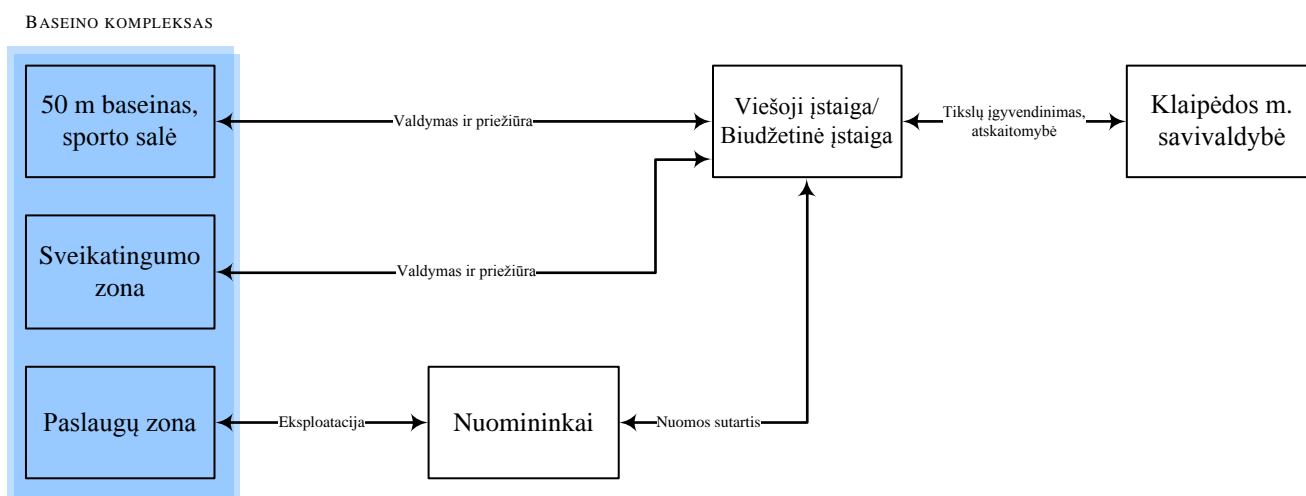 BASEINO KOMPLEKSAS
50 m baseinas,
sporto salė
Valdymas ir priežiūra
Viešoji įstaiga/
Biudžetinė įstaiga
Tikslų įgyvendinimas,
atskaitomybė
Klaipėdos m.
savivaldybė
Sveikatingumo
zona
Valdymas ir priežiūra
Paslaugų zona
Eksploatacija
Nuomininkai
Nuomos sutartis